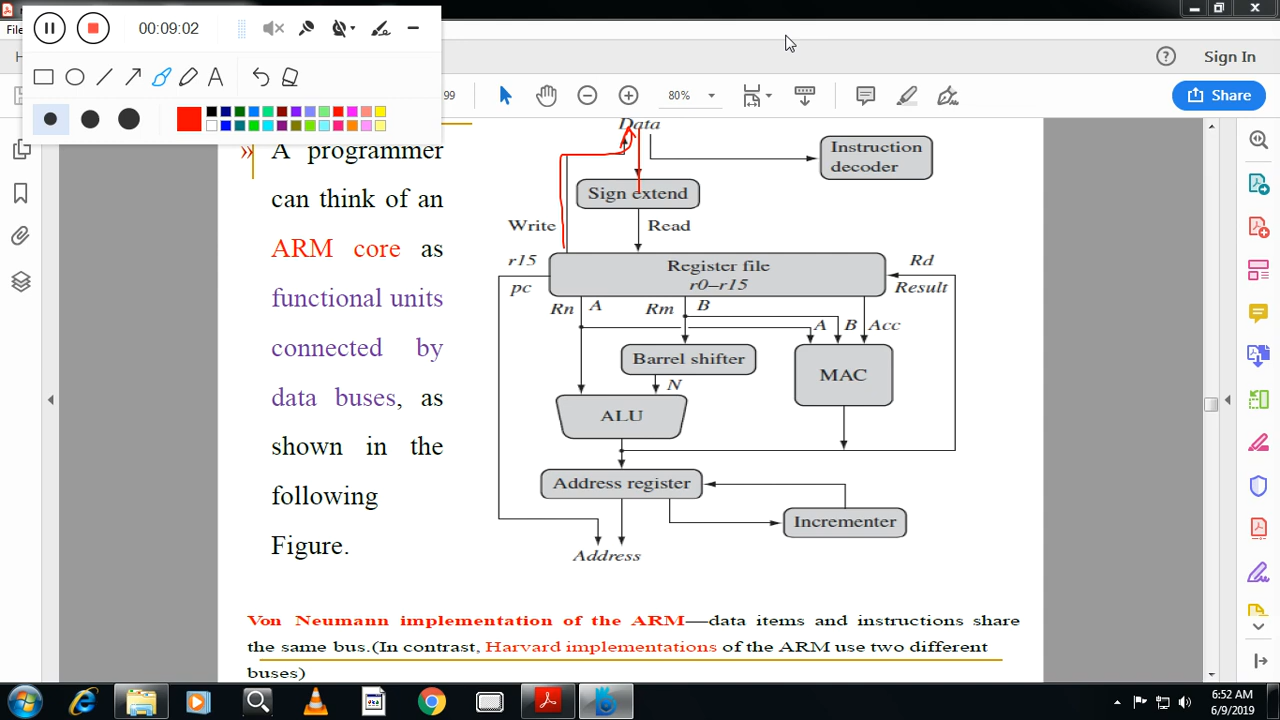 00:09:02
File
Sign In
99
80%
Share
» A programmer
can think of an
ARM core as
functional units
connected by
data buses, as
shown in the
following
Figure.
Data
Instruction
decoder
Sign extend
Write
Read
r15
Register file
Rd
pc
r0–r15
Result
Rn A
Rm B
A B Acc
Barrel shifter
MAC
N
ALU
Address register
Incrementer
Address
Von Neumann implementation of the ARM—data items and instructions share
the same bus.(In contrast, Harvard implementations of the ARM use two different
buses)
6:52 AM
6/9/2019